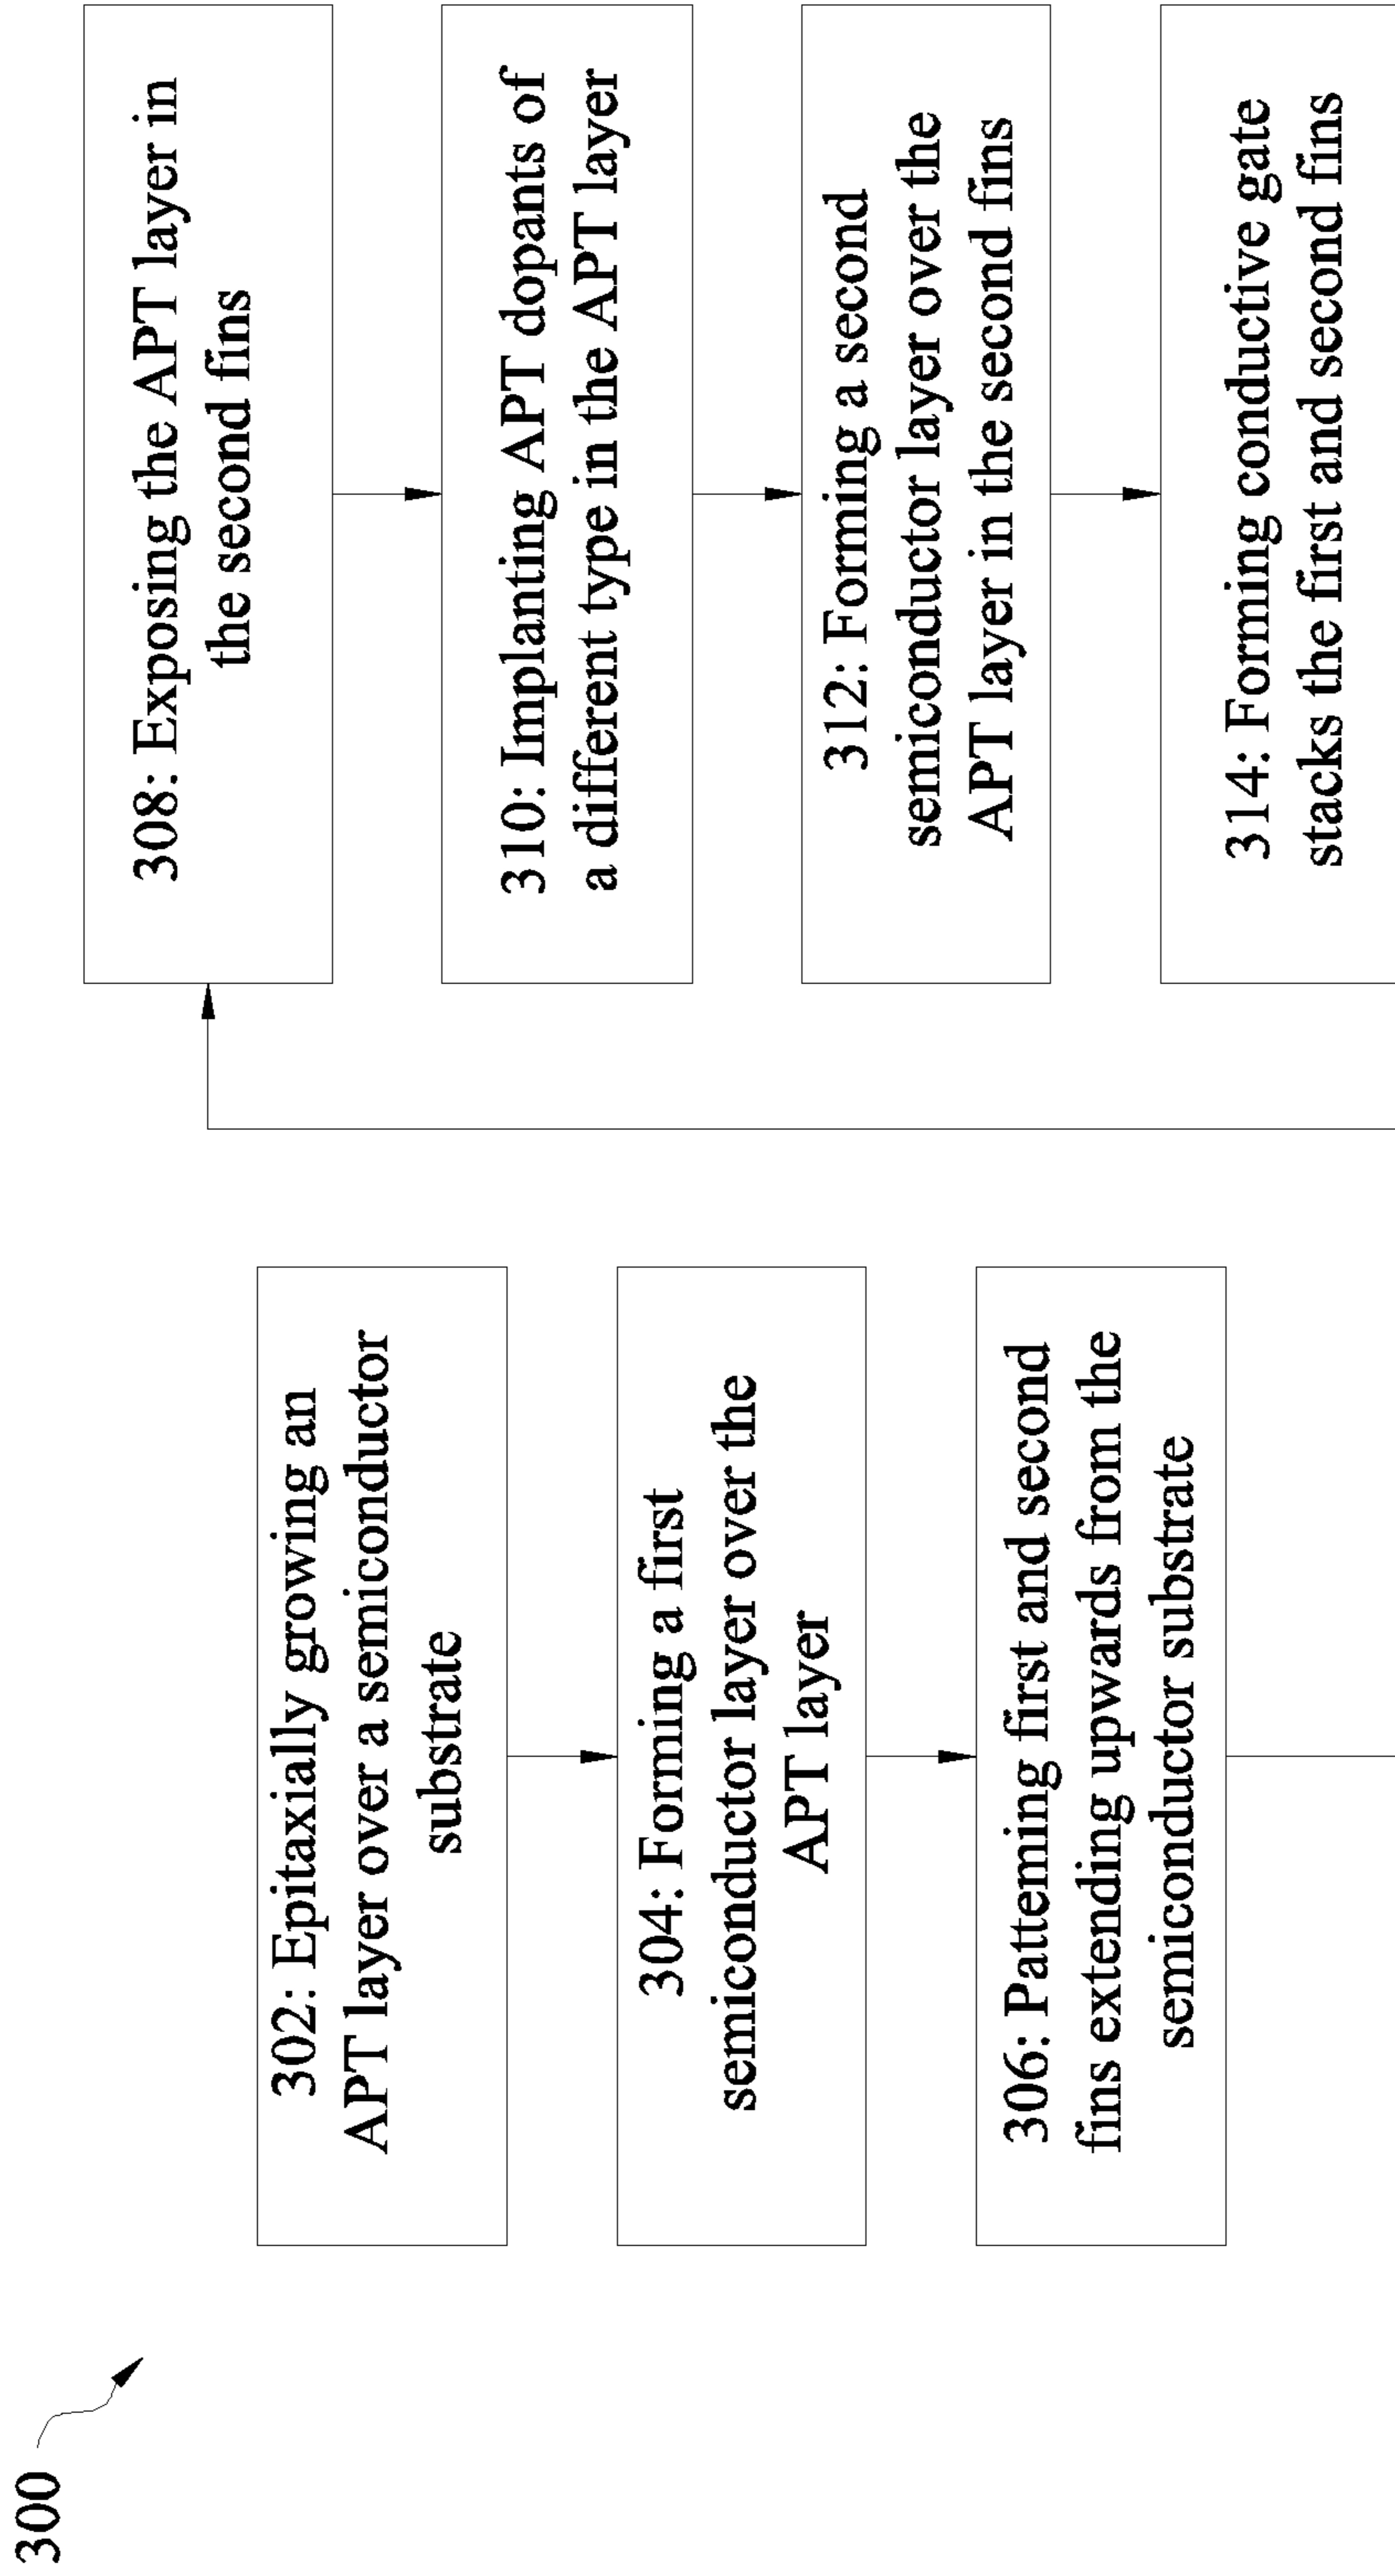 300
302: Epitaxially growing an
APT layer over a semiconductor
substrate
304: Forming a first
semiconductor layer over the
APT layer
306: Patterning first and second
fins extending upwards from the
semiconductor substrate
308: Exposing the APT layer in
the second fins
310: Implanting APT dopants of
a different type in the APT layer
312: Forming a second
semiconductor layer over the
APT layer in the second fins
314: Forming conductive gate
stacks the first and second fins